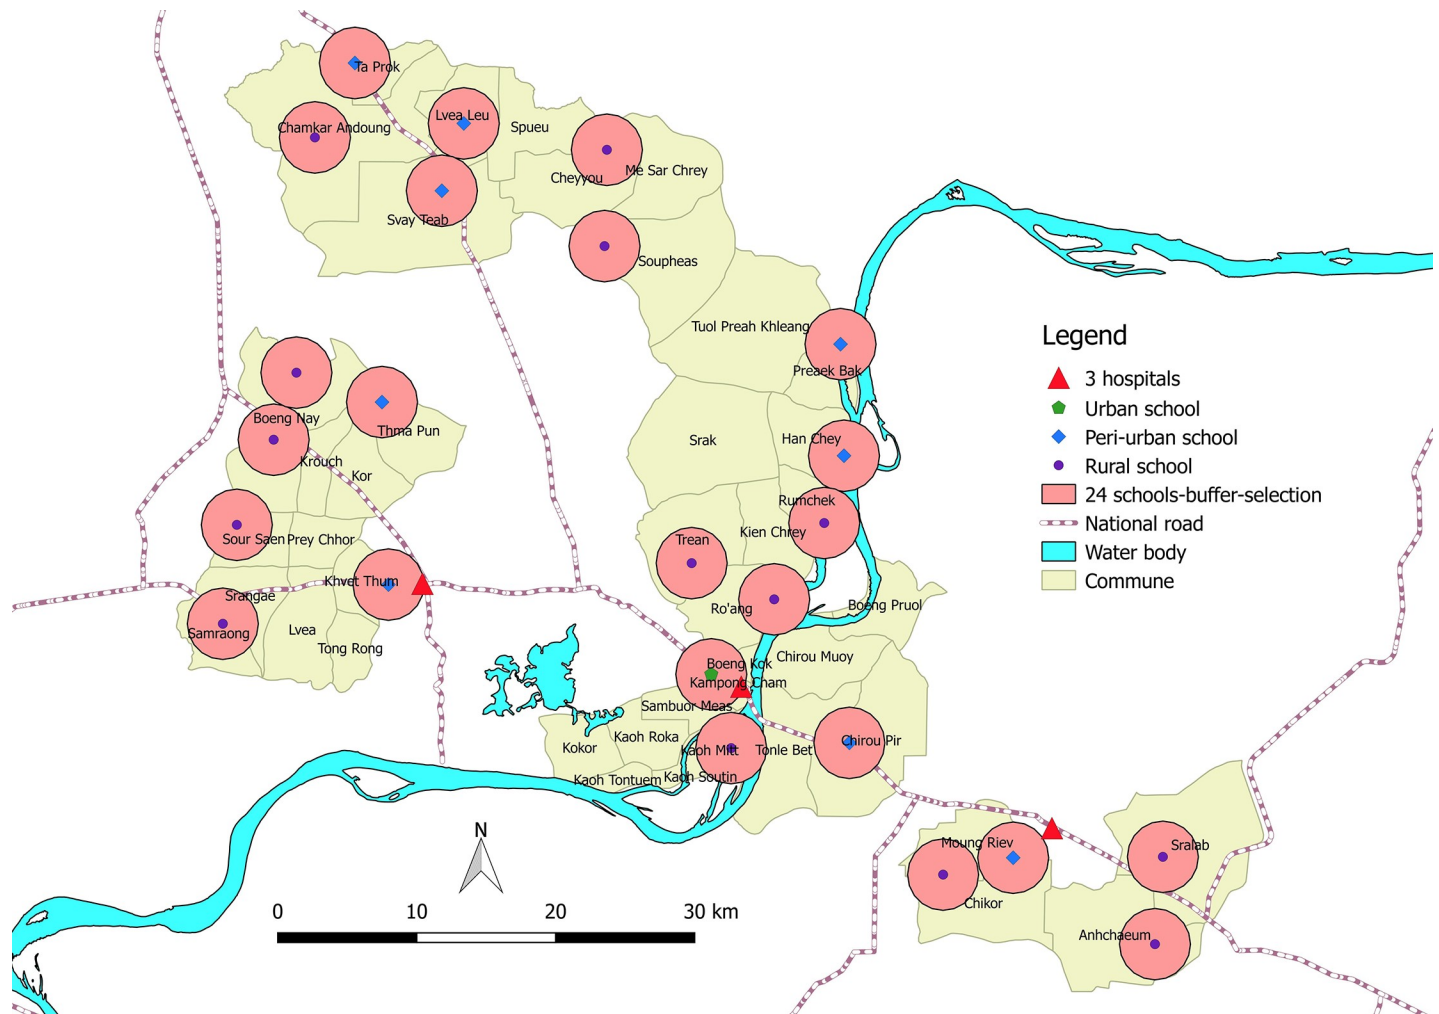 Ta Prok
Lvea Leu
Chamkar Andoung
Spueu
Me Sar Chrey
Cheyyou
Svay Teab
Soupheas
Tuol Preah Khleang
Preaek Bak
Boeng Nay
Thma Pun
Krouch
Kor
Srak
Han Chey
Rumchek
Kien Chrey
Trean
Sour Saen
Prey Chhor
Khvet Thum
Srangae
Samraong
Lvea
Tong Rong
Ro'ang
Boeng Pruol
Boeng Kok
Chirou Muoy
Kampong Cham
Sambuor Meas
Kokor
Kaoh Roka
Kaoh Mitt
Tonle Bet
Chirou Pir
Kaoh Tontuem
Kaoh Soutin
Moung Riev
Sralab
Chikor
Anhchaeum
Legend
3 hospitals
Urban school
Peri-urban school
Rural school
24 schools-buffer-selection
National road
Water body
Commune
N
0 10 20 30 km